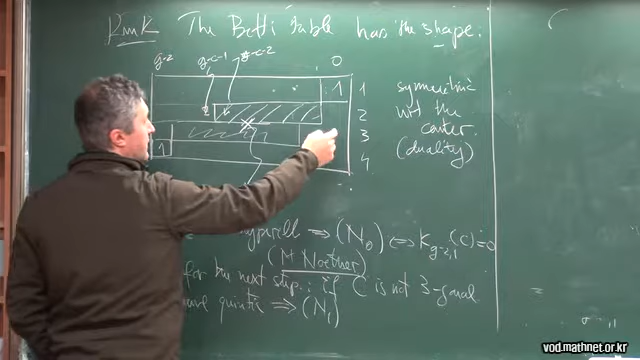 Rmk The Betti table has the shape:
g-2 g-c-1 g-c-2 0
1 1
2
3
1 4
symmetric
wrt the
center.
(duality)
⟹ (N₀) ⟺ K_{g-2,1}(C)=0
(M Noether)
for the next step: if C is not 3-gonal
quintic ⟹ (N₁)
vod.mathnet.or.kr